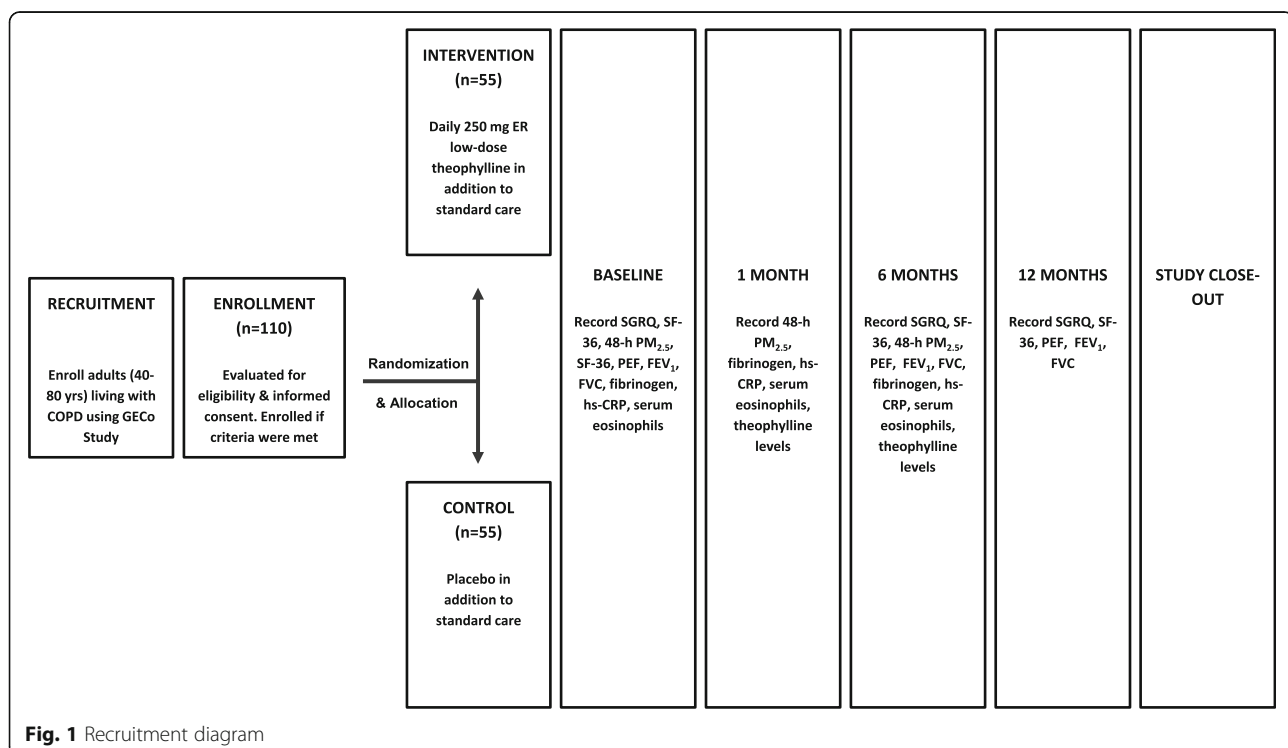 RECRUITMENT
Enroll adults (40-
80 yrs) living with
COPD using GECo
Study
ENROLLMENT
(n=110)
Evaluated for
eligibility & informed
consent. Enrolled if
criteria were met
Randomization
& Allocation
INTERVENTION
(n=55)
Daily 250 mg ER
low-dose
theophylline in
addition to
standard care
CONTROL
(n=55)
Placebo in
addition to
standard care
BASELINE
Record SGRQ, SF-
36, 48-h PM2.5,
SF-36, PEF, FEV1,
FVC, fibrinogen,
hs-CRP, serum
eosinophils
1 MONTH
Record 48-h
PM2.5,
fibrinogen, hs-
CRP, serum
eosinophils,
theophylline
levels
6 MONTHS
Record SGRQ, SF-
36, 48-h PM2.5,
PEF, FEV1, FVC,
fibrinogen, hs-
CRP, serum
eosinophils,
theophylline
levels
12 MONTHS
Record SGRQ, SF-
36, PEF, FEV1,
FVC
STUDY CLOSE-
OUT
Fig. 1 Recruitment diagram